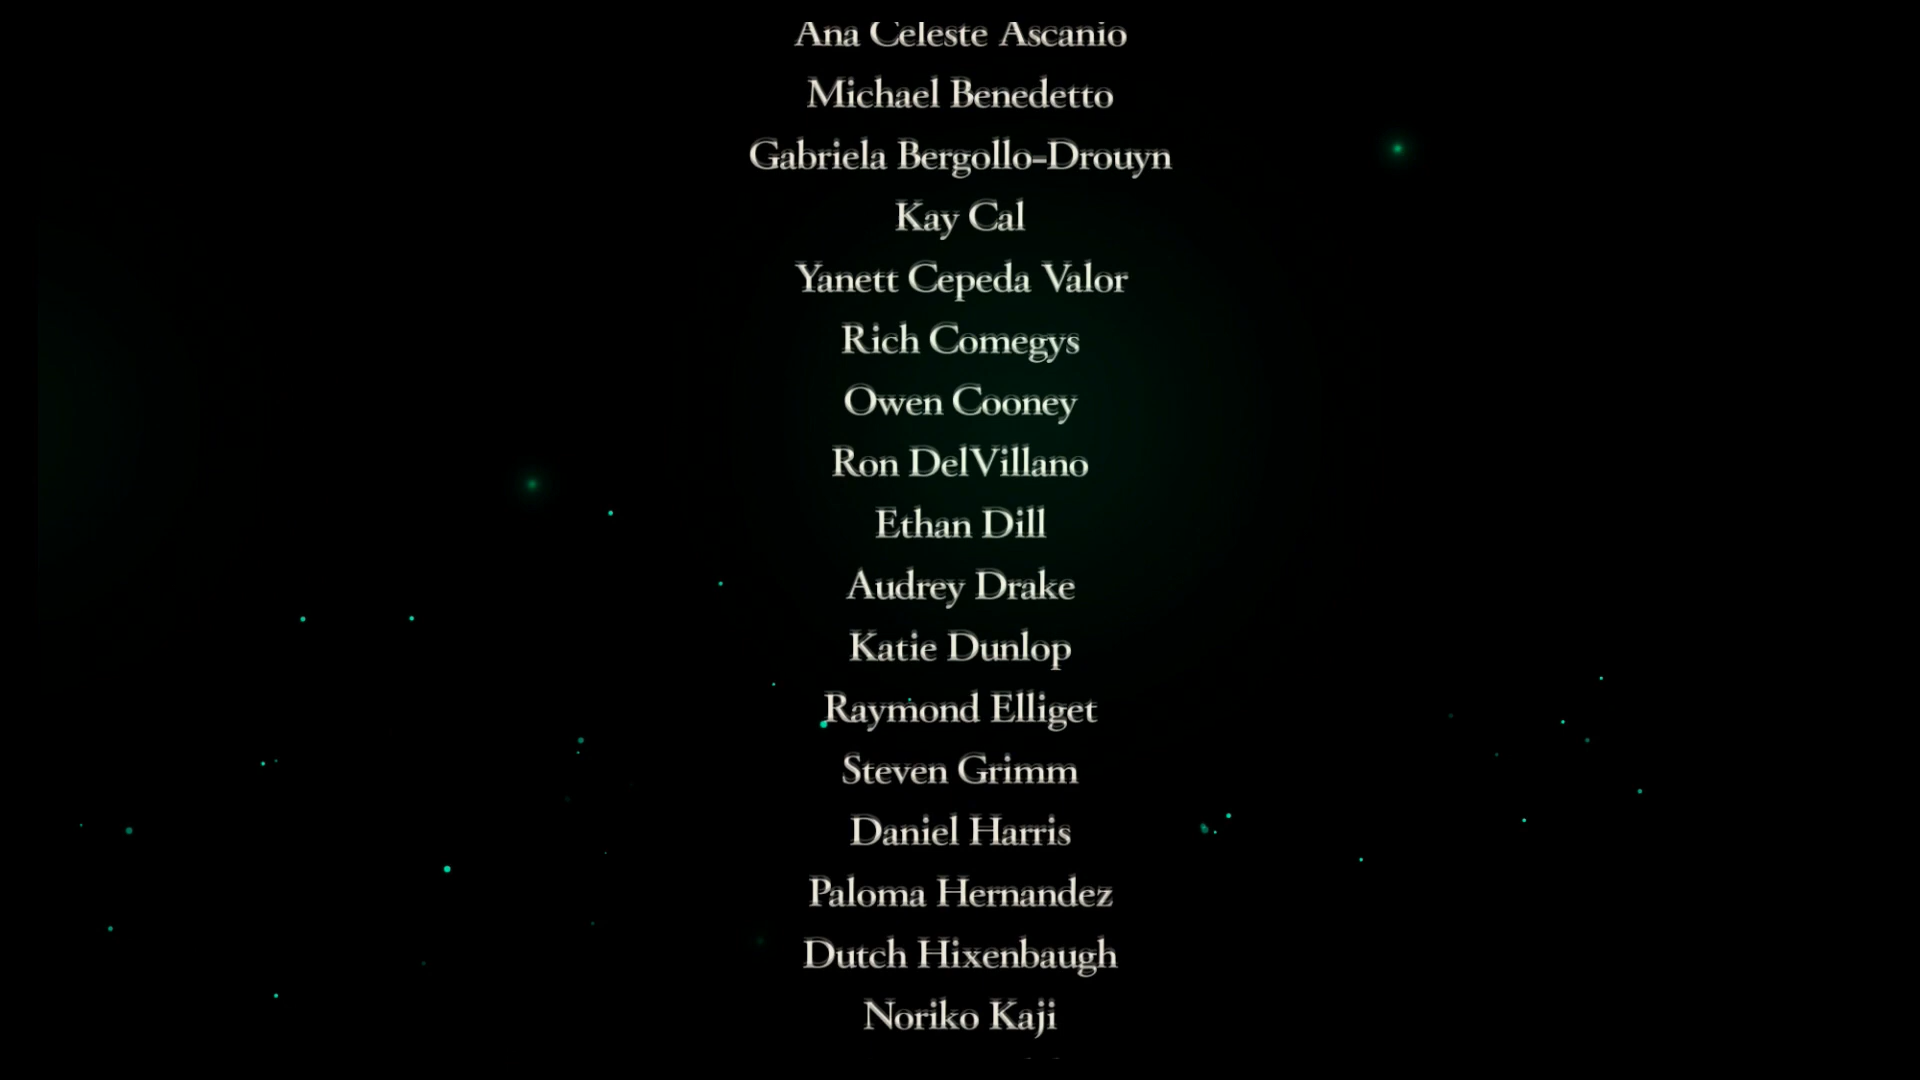 Ana Celeste Ascanio
Michael Benedetto
Gabriela Bergollo-Drouyn
Kay Cal
Yanett Cepeda Valor
Rich Comegys
Owen Cooney
Ron DelVillano
Ethan Dill
Audrey Drake
Katie Dunlop
Raymond Elliget
Steven Grimm
Daniel Harris
Paloma Hernandez
Dutch Hixenbaugh
Noriko Kaji